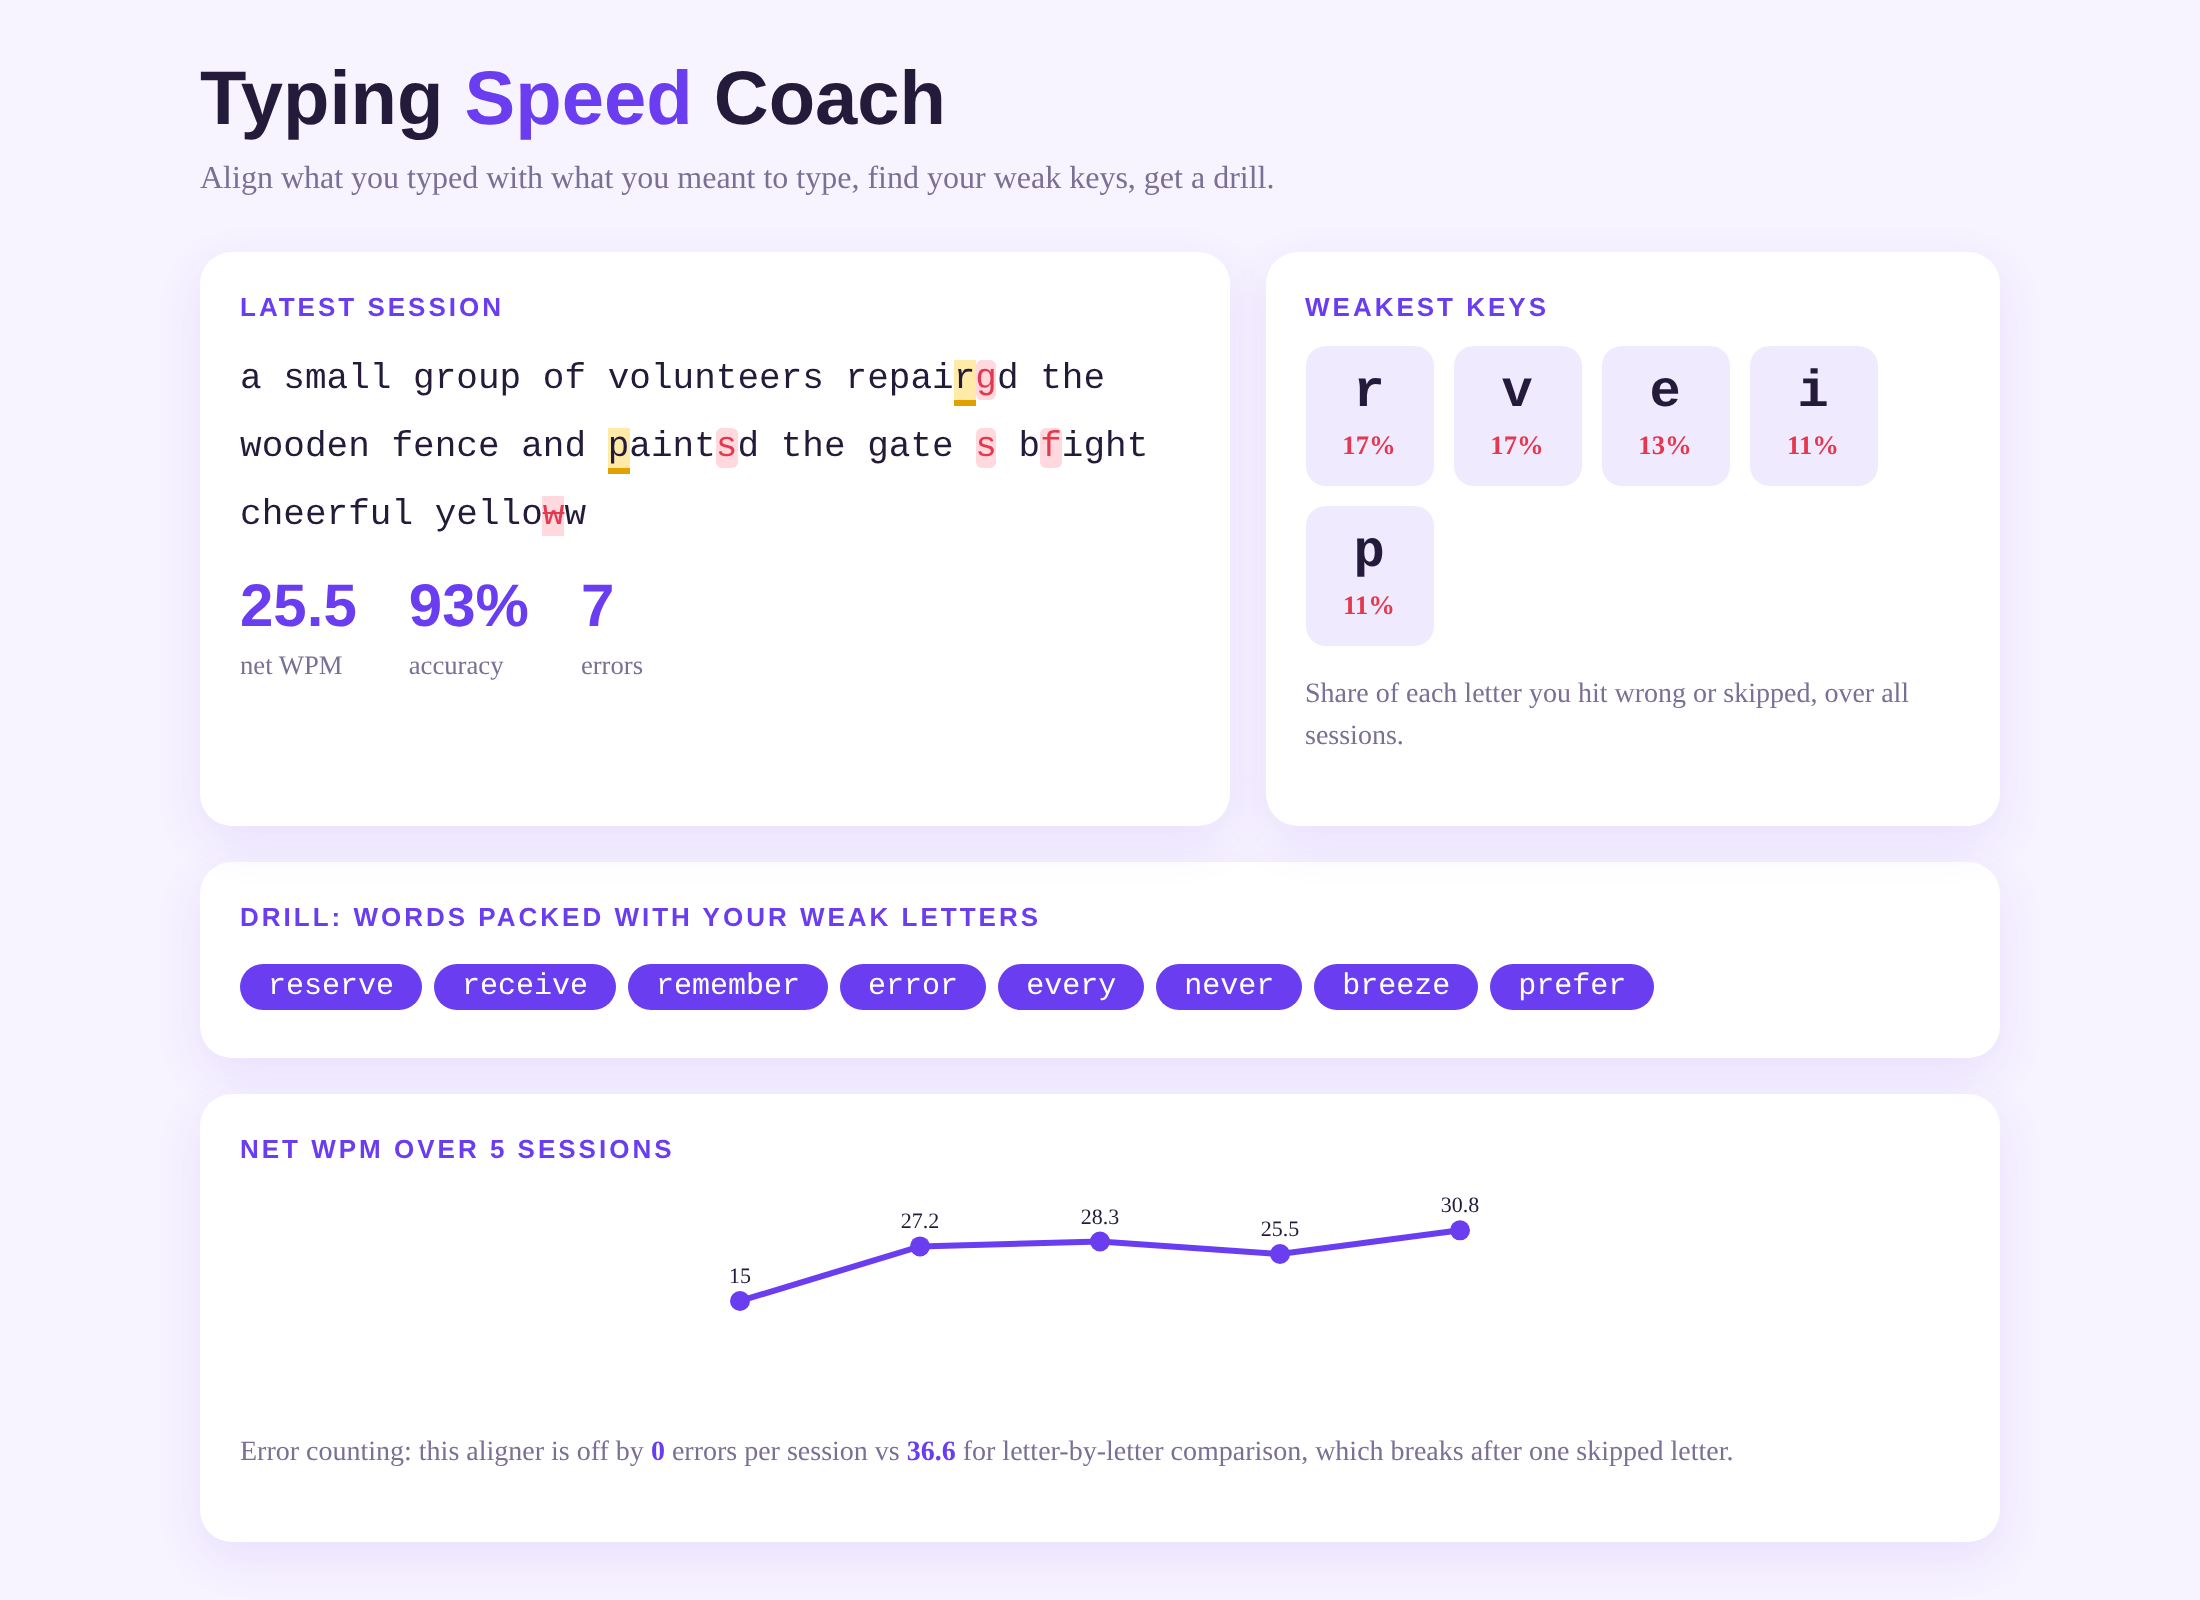 Typing Speed Coach
Align what you typed with what you meant to type, find your weak keys, get a drill.
LATEST SESSION
a small group of volunteers repairgd the
wooden fence and paintsd the gate s bfight
cheerful yelloww
25.5 93% 7
net WPM accuracy errors
WEAKEST KEYS
r v e i
17% 17% 13% 11%
p
11%
Share of each letter you hit wrong or skipped, over all
sessions.
DRILL: WORDS PACKED WITH YOUR WEAK LETTERS
reserve receive remember error every never breeze prefer
NET WPM OVER 5 SESSIONS
15 27.2 28.3 25.5 30.8
Error counting: this aligner is off by 0 errors per session vs 36.6 for letter-by-letter comparison, which breaks after one skipped letter.